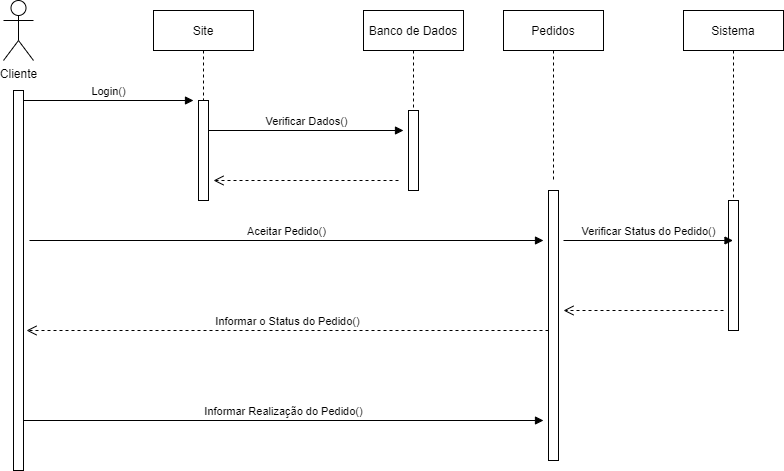 Site
Banco de Dados
Pedidos
Sistema
Cliente
Login()
Verificar Dados()
Aceitar Pedido()
Verificar Status do Pedido()
Informar o Status do Pedido()
Informar Realização do Pedido()